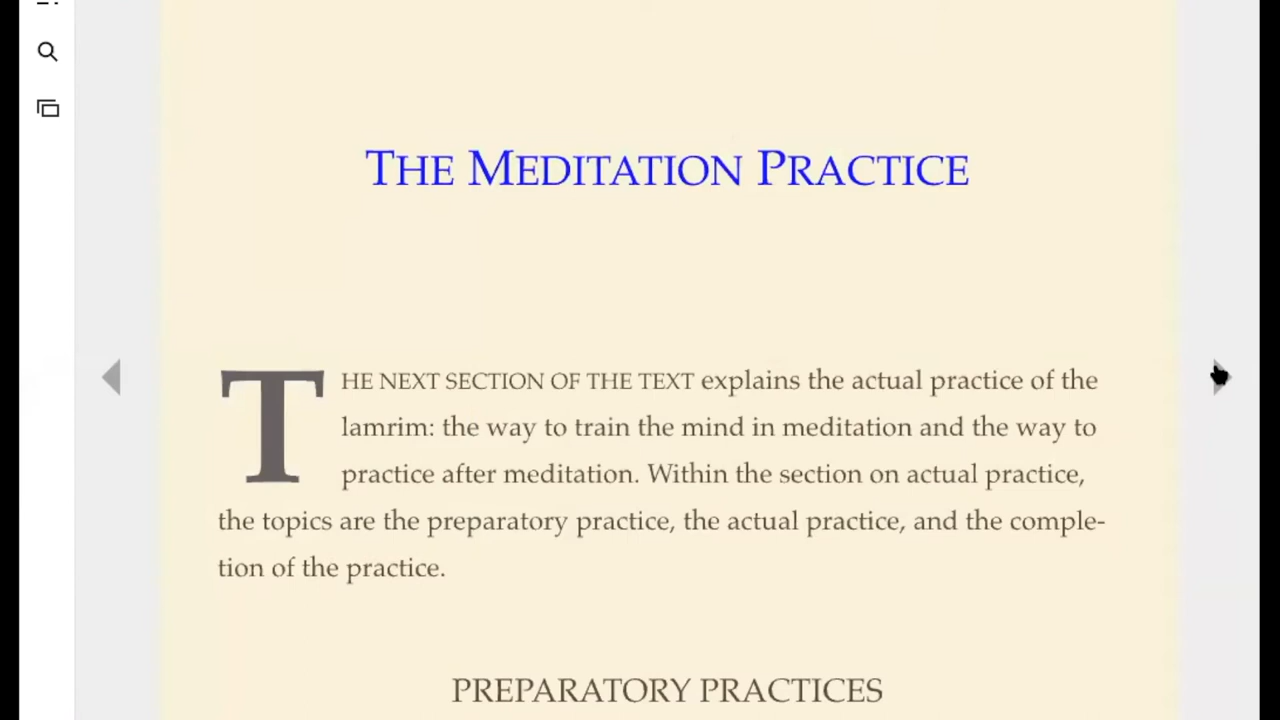 THE MEDITATION PRACTICE
THE NEXT SECTION OF THE TEXT explains the actual practice of the
lamrim: the way to train the mind in meditation and the way to
practice after meditation. Within the section on actual practice,
the topics are the preparatory practice, the actual practice, and the comple-
tion of the practice.
PREPARATORY PRACTICES